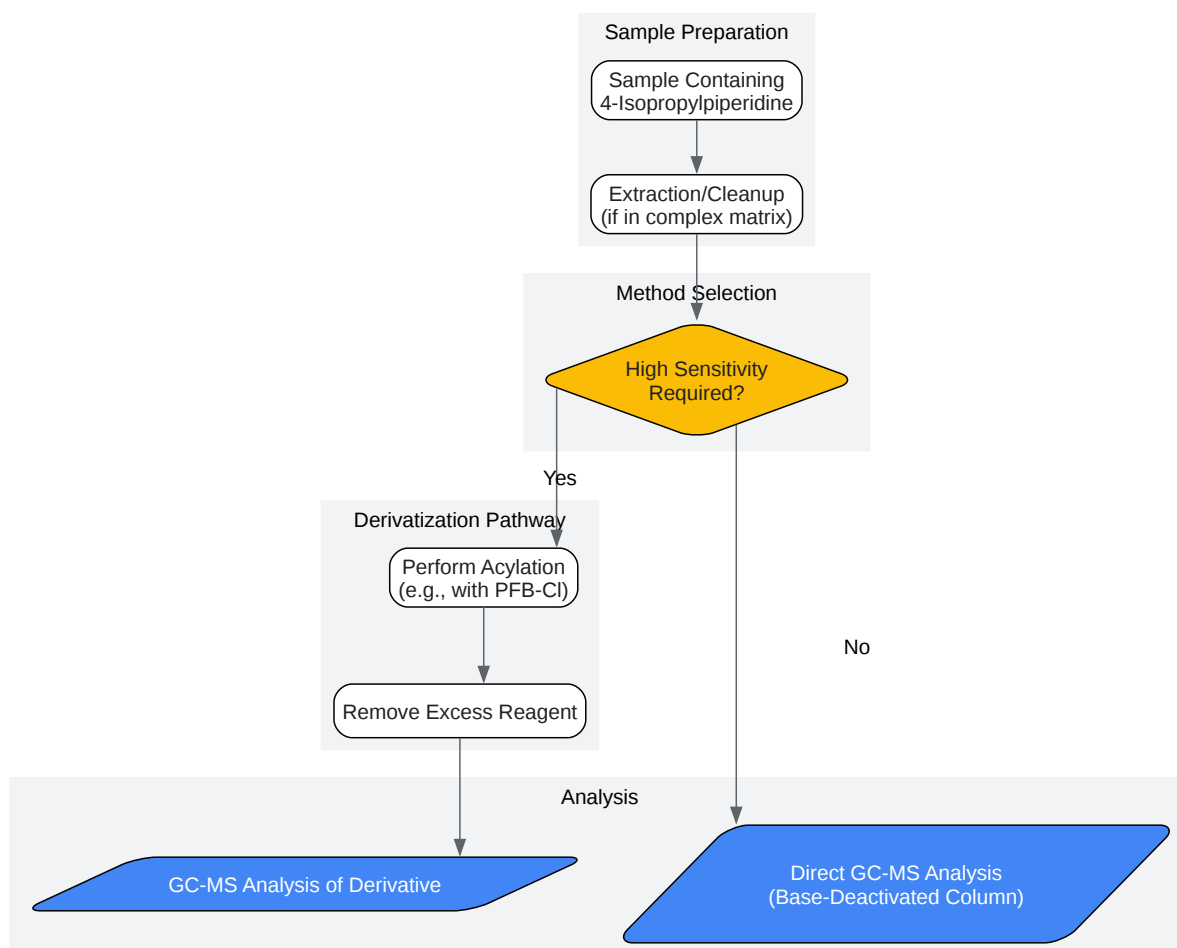 Sample Preparation
Sample Containing
4-Isopropylpiperidine
Extraction/Cleanup
(if in complex matrix)
Method Selection
High Sensitivity
Required?
Yes
Derivatization Pathway
Perform Acylation
(e.g., with PFB-Cl)
No
Remove Excess Reagent
Analysis
GC-MS Analysis of Derivative
Direct GC-MS Analysis
(Base-Deactivated Column)